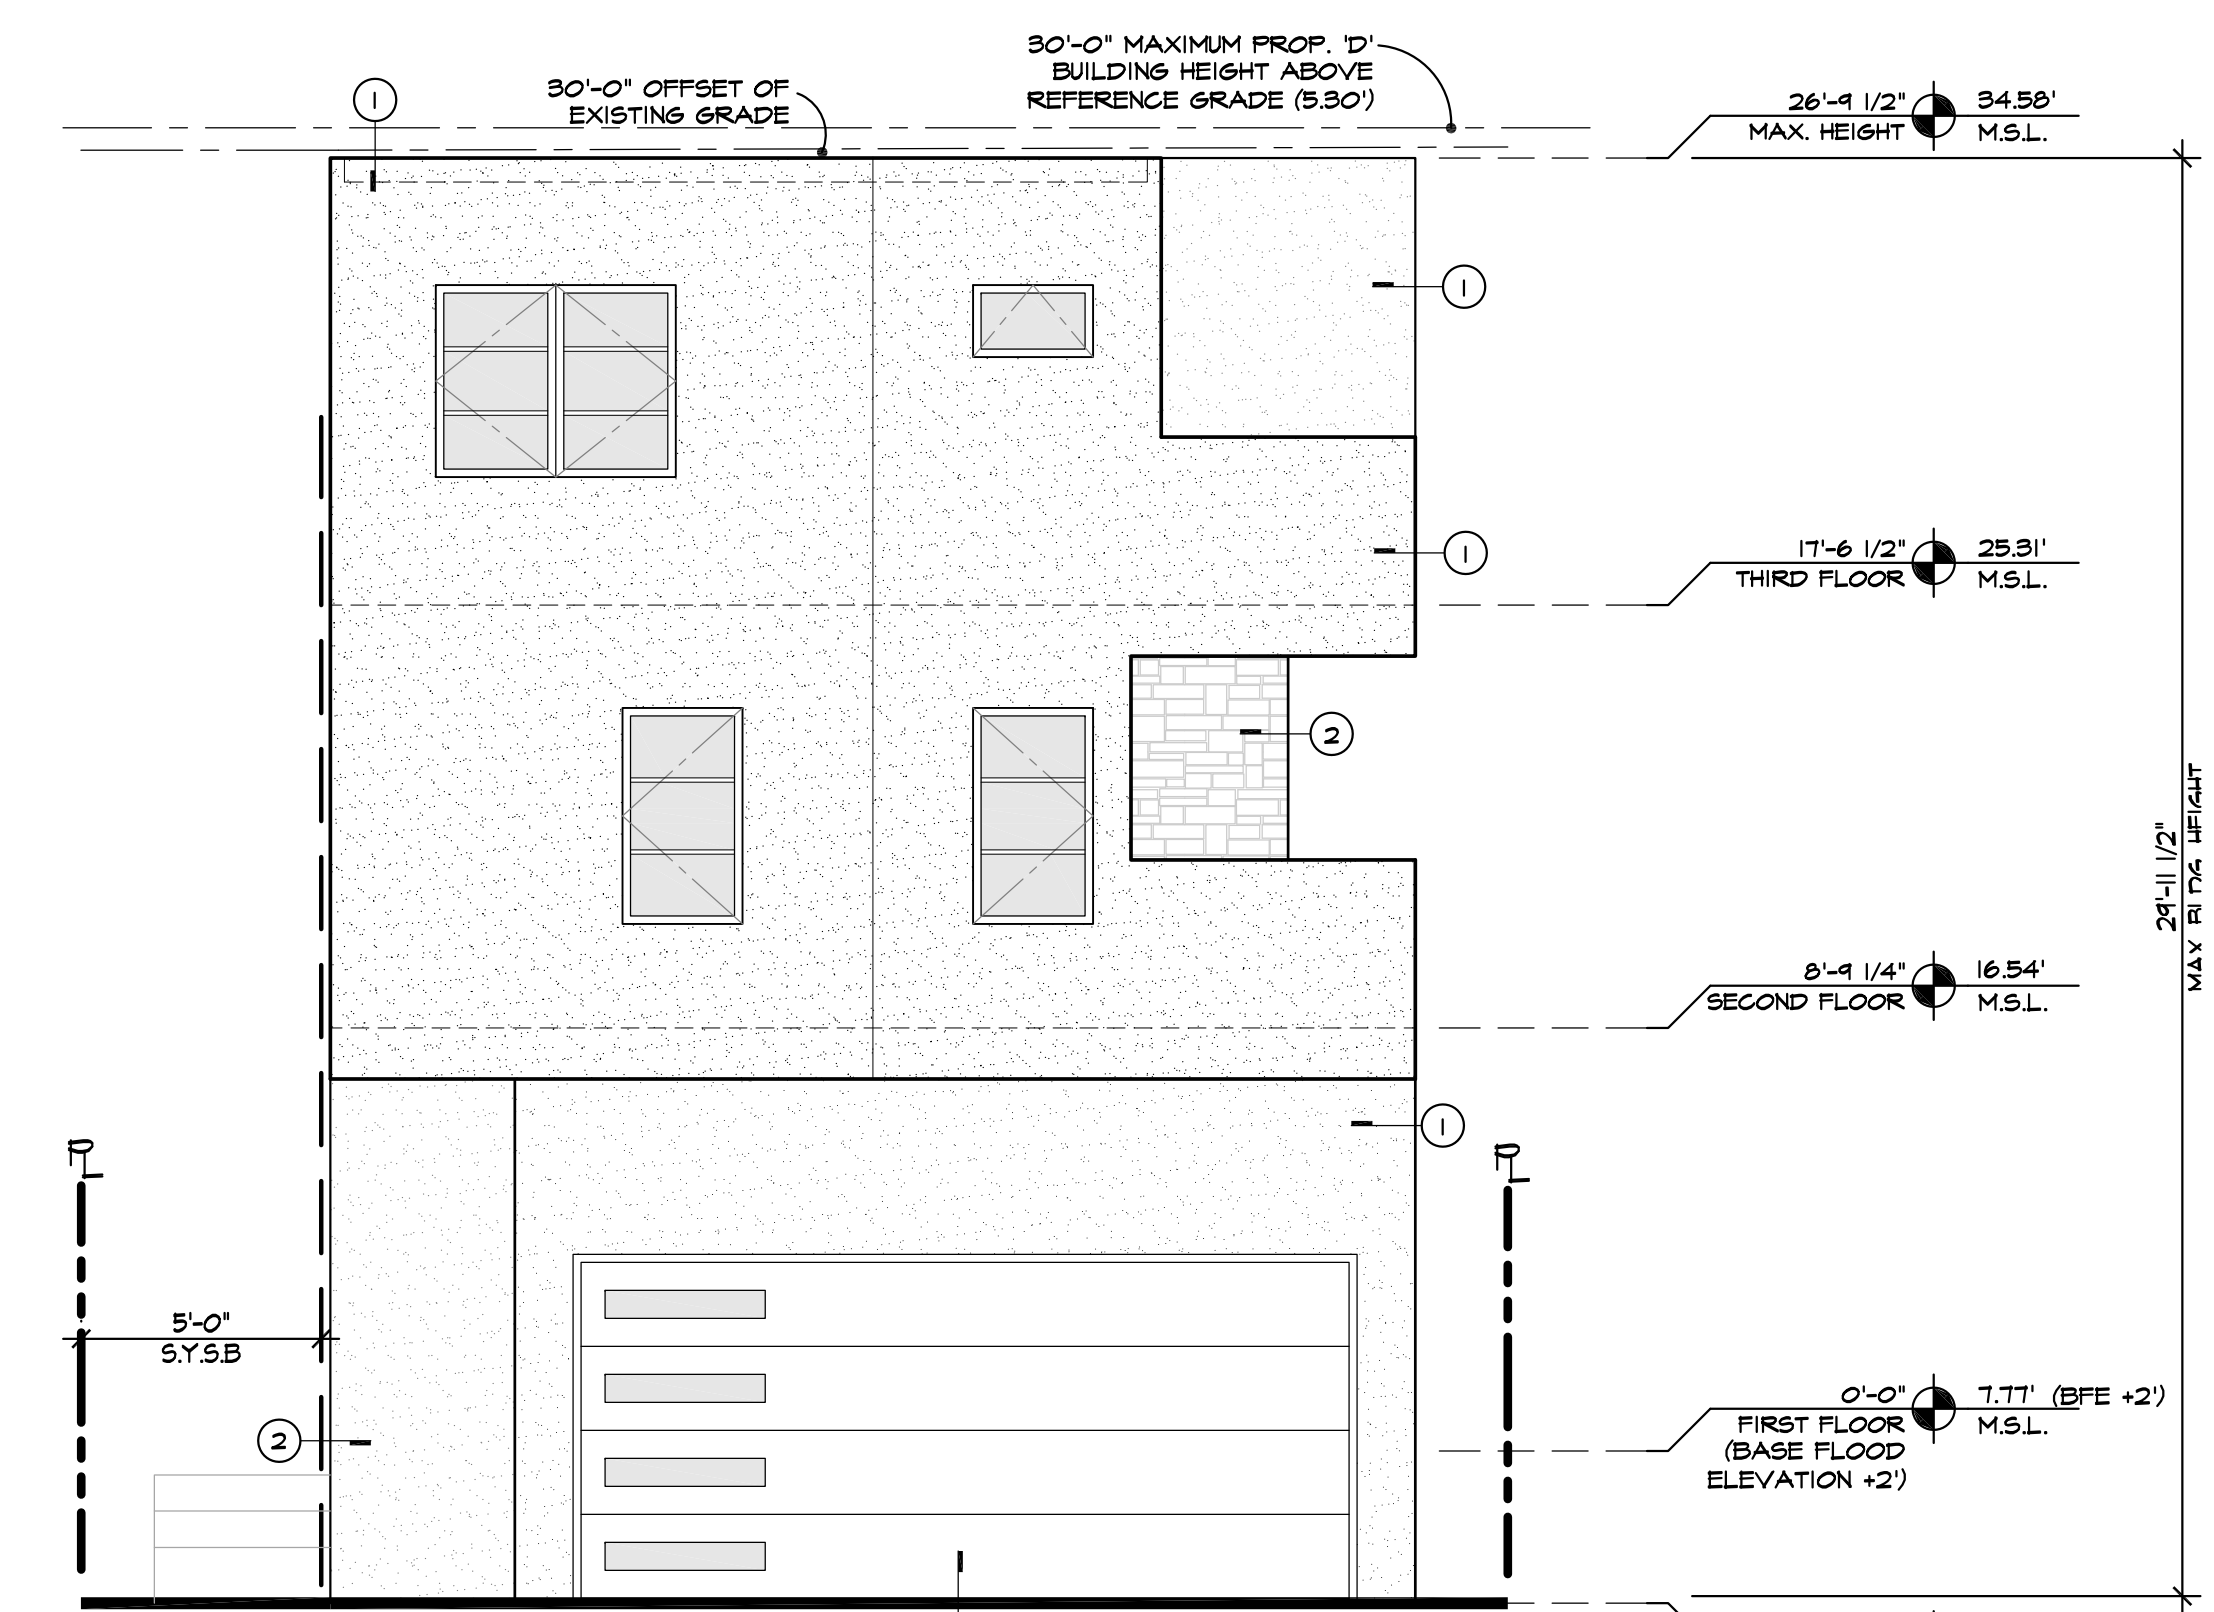 30'-0" MAXIMUM PROP. 'D'
BUILDING HEIGHT ABOVE
REFERENCE GRADE (5.30')
30'-0" OFFSET OF
EXISTING GRADE
1
26'-9 1/2"
MAX. HEIGHT
34.58'
M.S.L.
1
1
17'-6 1/2"
THIRD FLOOR
25.31'
M.S.L.
2
29'-11 1/2"
8'-9 1/4"
SECOND FLOOR
16.54'
M.S.L.
1
PL
PL
5'-0"
S.Y.S.B
2
0'-0"
FIRST FLOOR
(BASE FLOOD
ELEVATION +2')
7.77' (BFE +2')
M.S.L.
MAX HEIGHT